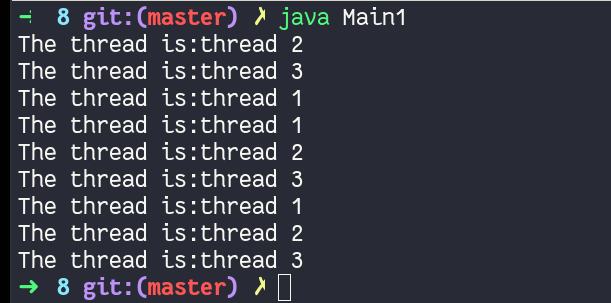 ➜ 8 git:(master) ✗ java Main1
The thread is:thread 2
The thread is:thread 3
The thread is:thread 1
The thread is:thread 1
The thread is:thread 2
The thread is:thread 3
The thread is:thread 1
The thread is:thread 2
The thread is:thread 3
➜ 8 git:(master) ✗